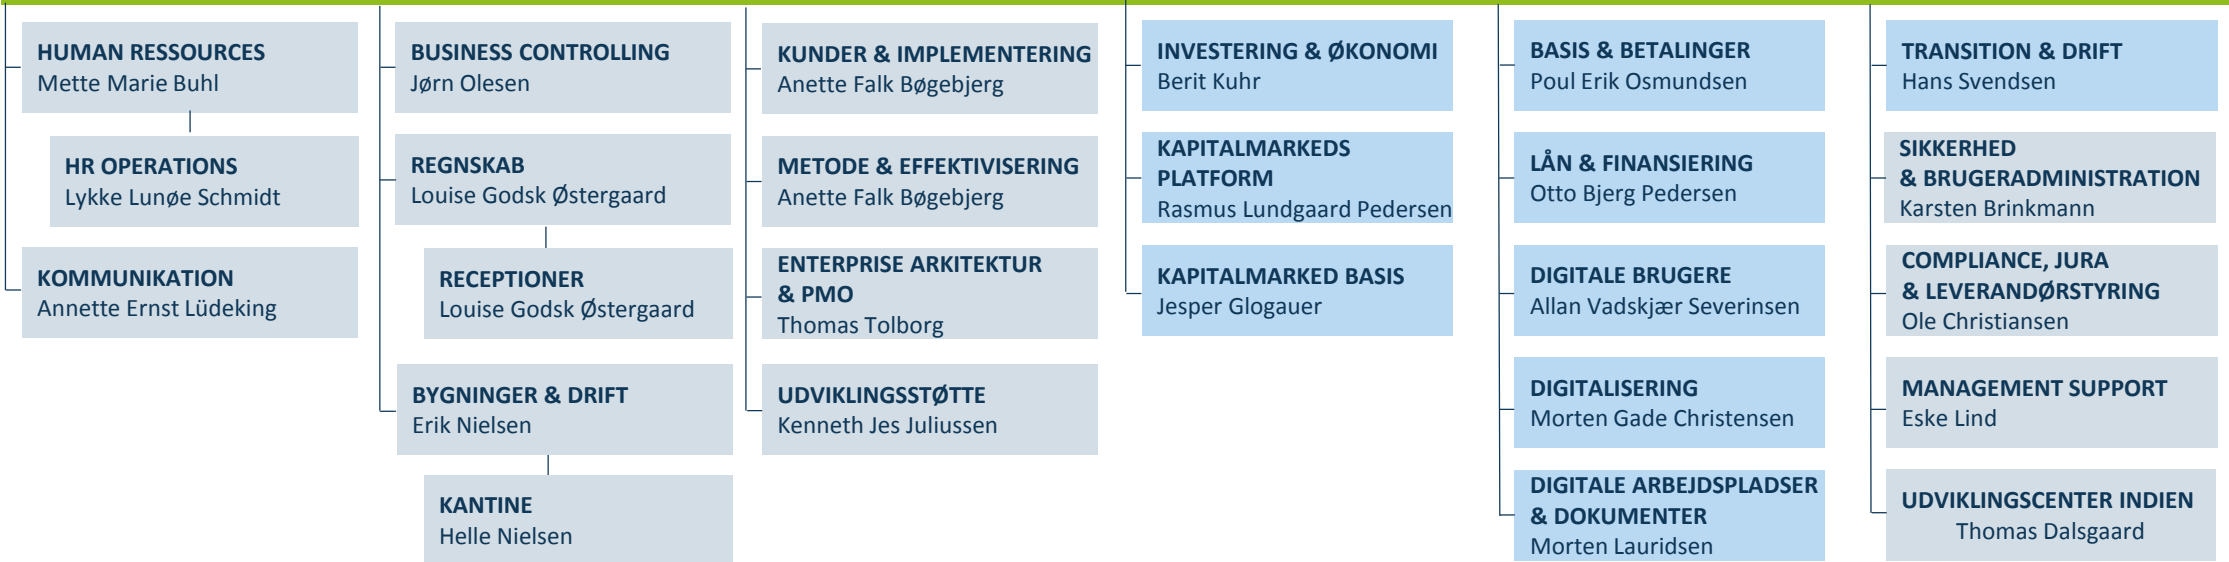 HUMAN RESSOURCES
Mette Marie Buhl
HR OPERATIONS
Lykke Lunøe Schmidt
KOMMUNIKATION
Annette Ernst Lüdeking
BUSINESS CONTROLLING
Jørn Olesen
REGNSKAB
Louise Godsk Østergaard
RECEPTIONER
Louise Godsk Østergaard
BYGNINGER & DRIFT
Erik Nielsen
KANTINE
Helle Nielsen
KUNDER & IMPLEMENTERING
Anette Falk Bøgebjerg
METODE & EFFEKTIVISERING
Anette Falk Bøgebjerg
ENTERPRISE ARKITEKTUR
& PMO
Thomas Tolborg
UDVIKLINGSSTØTTE
Kenneth Jes Juliussen
INVESTERING & ØKONOMI
Berit Kuhr
KAPITALMARKEDS
PLATFORM
Rasmus Lundgaard Pedersen
KAPITALMARKED BASIS
Jesper Glogauer
BASIS & BETALINGER
Poul Erik Osmundsen
LÅN & FINANSIERING
Otto Bjerg Pedersen
DIGITALE BRUGERE
Allan Vadskjær Severinsen
DIGITALISERING
Morten Gade Christensen
DIGITALE ARBEJDSPLADSER
& DOKUMENTER
Morten Lauridsen
TRANSITION & DRIFT
Hans Svendsen
SIKKERHED
& BRUGERADMINISTRATION
Karsten Brinkmann
COMPLIANCE, JURA
& LEVERANDØRSTYRING
Ole Christiansen
MANAGEMENT SUPPORT
Eske Lind
UDVIKLINGSCENTER INDIEN
Thomas Dalsgaard